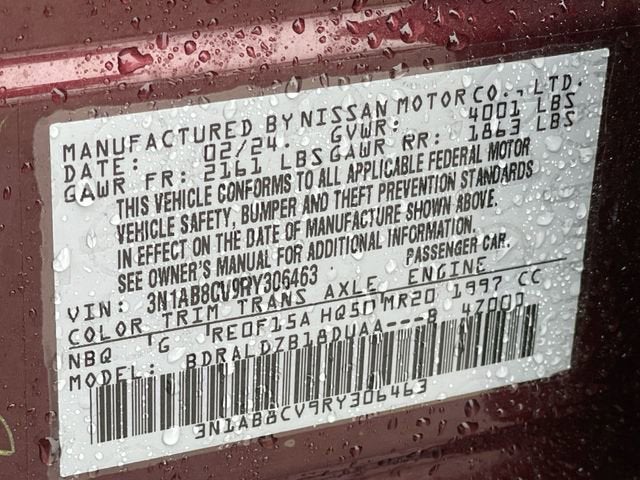 MANUFACTURED BY NISSAN MOTOR CO., LTD.
DATE: 02/24. GVWR: 4001 LBS
GAWR FR: 2161 LBS GAWR RR: 1863 LBS
THIS VEHICLE CONFORMS TO ALL APPLICABLE FEDERAL MOTOR
VEHICLE SAFETY, BUMPER AND THEFT PREVENTION STANDARDS
IN EFFECT ON THE DATE OF MANUFACTURE SHOWN ABOVE.
SEE OWNER'S MANUAL FOR ADDITIONAL INFORMATION.
VIN: 3N1AB8CV9RY306463 PASSENGER CAR.
COLOR TRIM TRANS AXLE ENGINE
NBQ G RE0F15A HQ50 MR20 1997 CC
MODEL: BDRALDZB18DUAA---B 47000
3N1AB8CV9RY306463